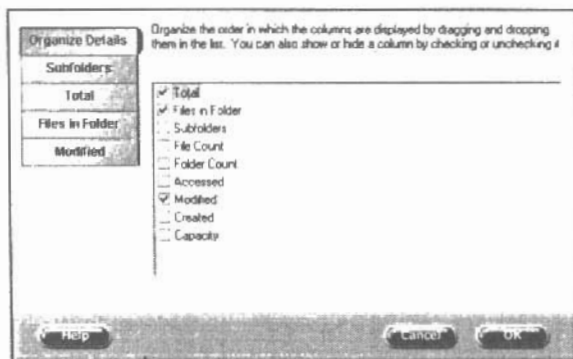 Organize Details
Subfolders
Total
Files in Folder
Modified
Organize the order in which the columns are displayed by dragging and dropping
them in the list. You can also show or hide a column by checking or unchecking it
Total
Files in Folder
Subfolders
File Count
Folder Count
Accessed
Modified
Created
Capacity
Help
Cancel
OK